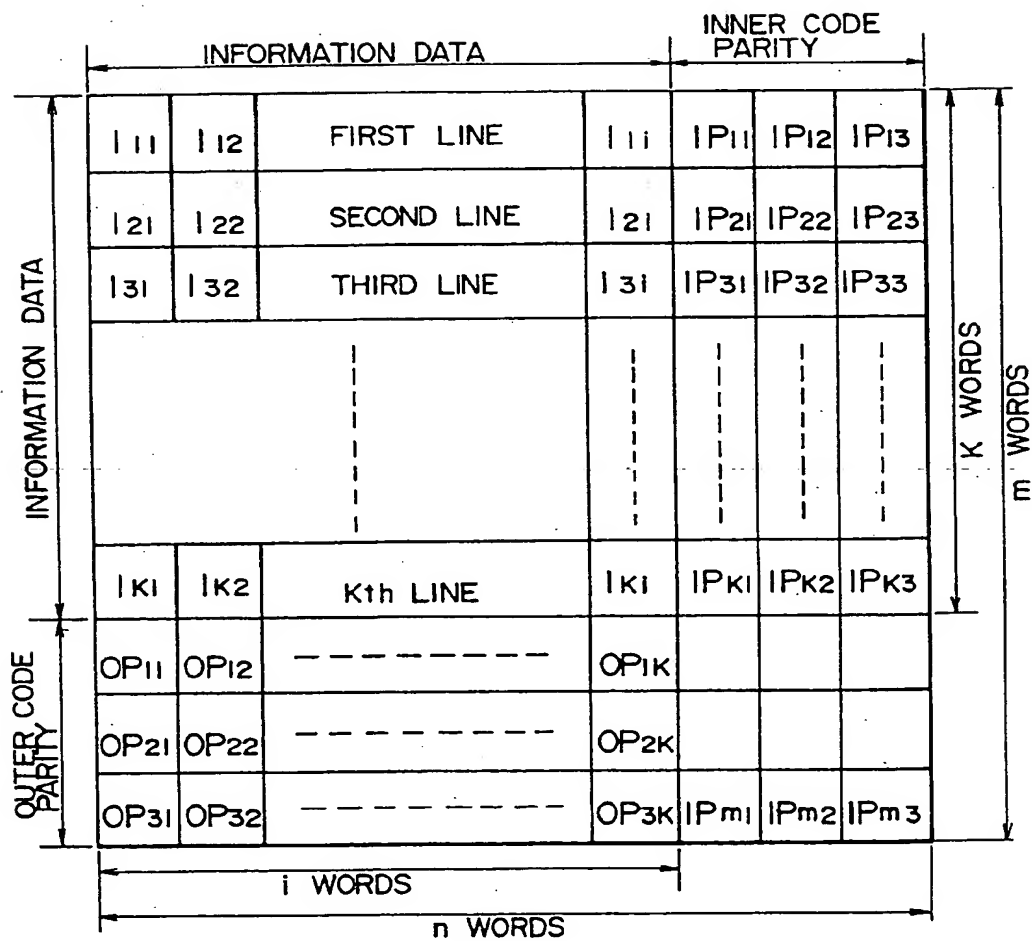 INFORMATION DATA
INNER CODE
PARITY
I11 I12 FIRST LINE I1i IP11 IP12 IP13
I21 I22 SECOND LINE I2i IP21 IP22 IP23
I31 I32 THIRD LINE I3i IP31 IP32 IP33
INFORMATION DATA
K WORDS
m WORDS
IK1 IK2 Kth LINE IKi IPK1 IPK2 IPK3
OUTER CODE
PARITY
OP11 OP12 OP1K
OP21 OP22 OP2K
OP31 OP32 OP3K IPm1 IPm2 IPm3
i WORDS
n WORDS